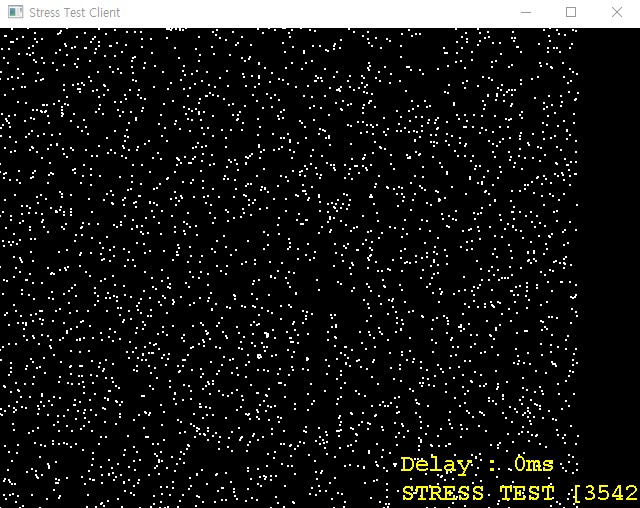 Stress Test Client
Delay : 0ms
STRESS TEST [3542